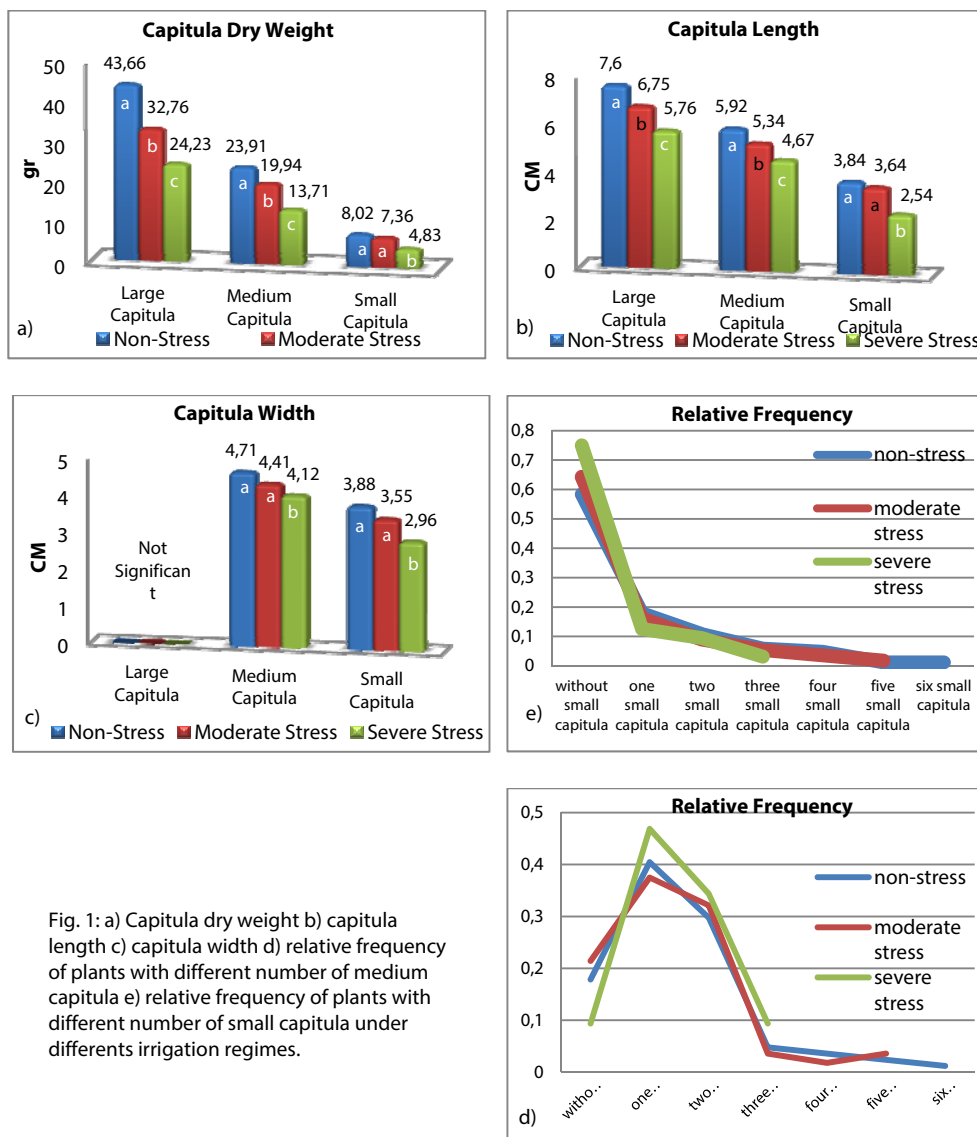 Capitula Dry Weight
50
40
30
20
10
0
gr
43,66
32,76
24,23
23,91
19,94
13,71
8,02
7,36
4,83
a
b
c
a
b
c
a
a
b
Large
Capitula
Medium
Capitula
Small
Capitula
a)
Non-Stress
Moderate Stress
Capitula Length
8
6
4
2
0
CM
7,6
6,75
5,76
5,92
5,34
4,67
3,84
3,64
2,54
a
b
c
a
b
c
a
a
b
Large
Capitula
Medium
Capitula
Small
Capitula
b)
Non-Stress
Moderate Stress
Severe Stress
Capitula Width
5
4
3
2
1
0
CM
Not
Significan
t
4,71
4,41
4,12
3,88
3,55
2,96
a
a
b
a
a
b
Large
Capitula
Medium
Capitula
Small
Capitula
c)
Non-Stress
Moderate Stress
Severe Stress
Relative Frequency
0,8
0,7
0,6
0,5
0,4
0,3
0,2
0,1
0
non-stress
moderate
stress
severe
stress
without
small
capitula
one
small
capitula
two
small
capitula
three
small
capitula
four
small
capitula
five
small
capitula
six small
capitula
e)
Relative Frequency
0,5
0,4
0,3
0,2
0,1
0
non-stress
moderate
stress
severe
stress
witho..
one..
two..
three..
four..
five..
six..
d)
Fig. 1: a) Capitula dry weight b) capitula
length c) capitula width d) relative frequency
of plants with different number of medium
capitula e) relative frequency of plants with
different number of small capitula under
differents irrigation regimes.